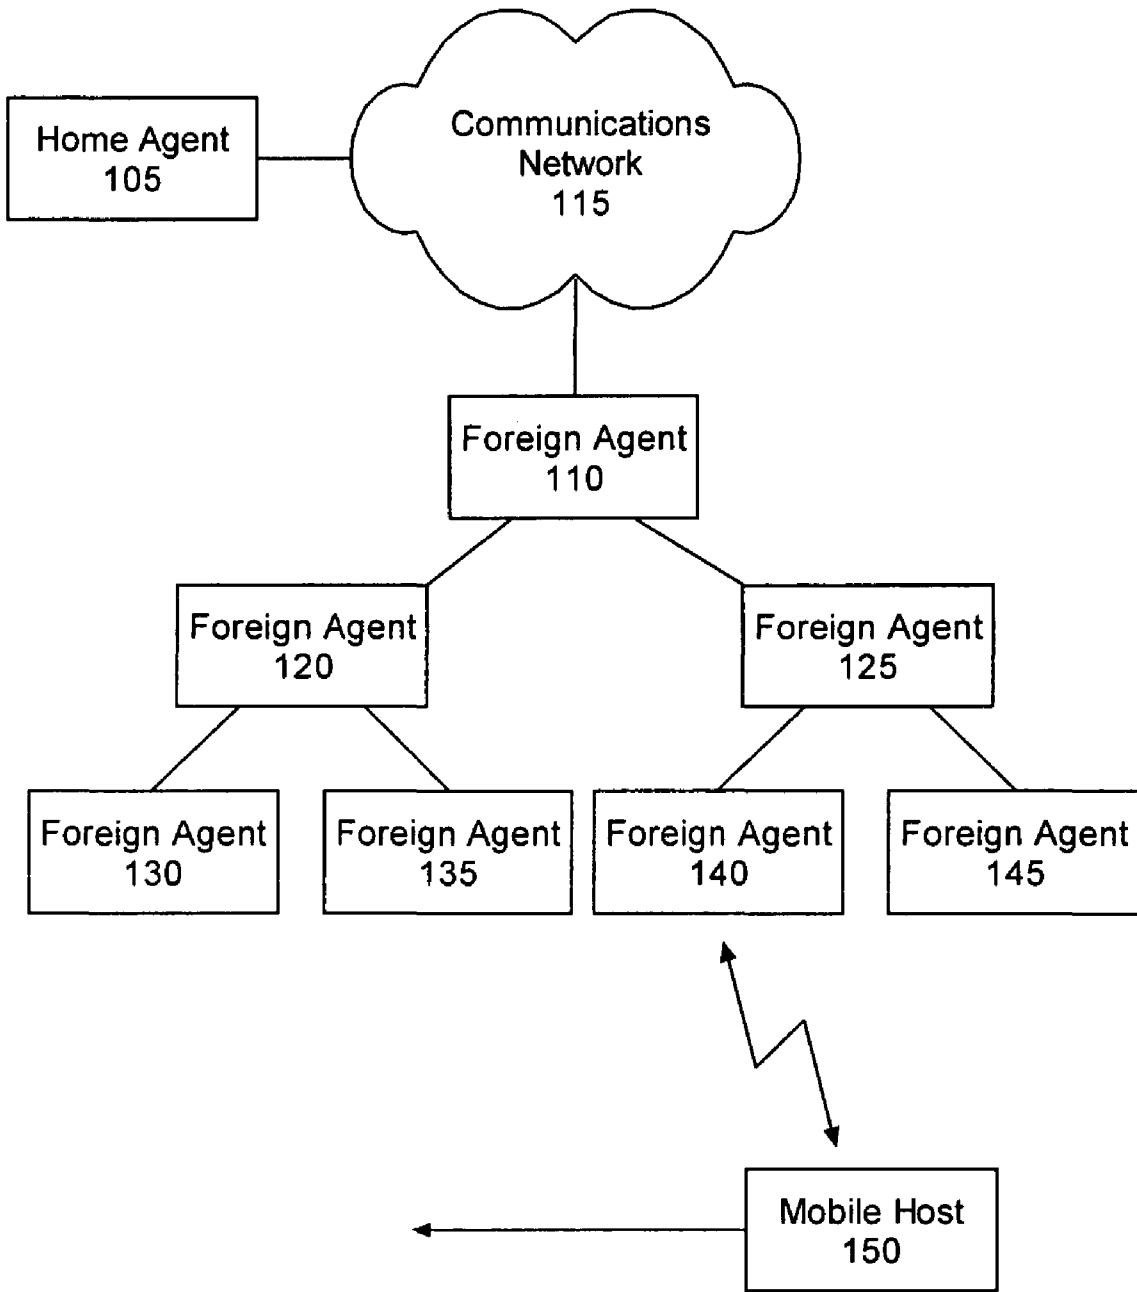 Home Agent
105
Communications
Network
115
Foreign Agent
110
Foreign Agent
120
Foreign Agent
125
Foreign Agent
130
Foreign Agent
135
Foreign Agent
140
Foreign Agent
145
Mobile Host
150